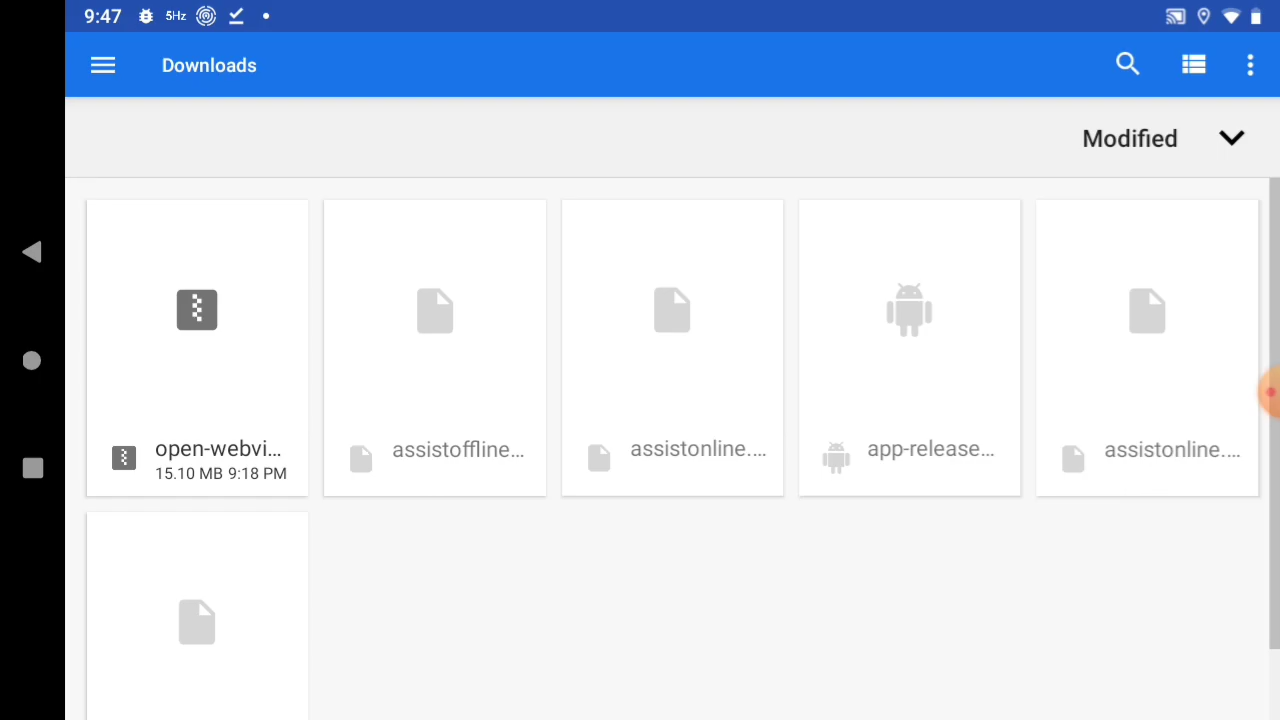 9:47 5Hz
Downloads
Modified
open-webvi...
15.10 MB 9:18 PM
assistoffline...
assistonline....
app-release...
assistonline....